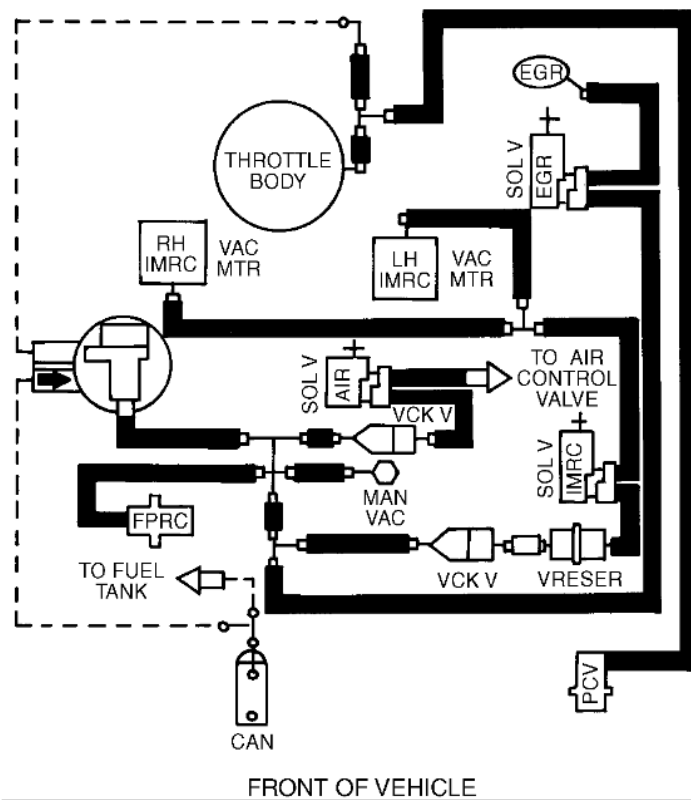 EGR
SOL V
EGR
THROTTLE
BODY
RH
IMRC
VAC
MTR
LH
IMRC
VAC
MTR
SOL V
AIR
TO AIR
CONTROL
VALVE
VCK V
SOL V
IMRC
MAN
VAC
FPRC
TO FUEL
TANK
VCK V
VRESER
PCV
CAN
FRONT OF VEHICLE